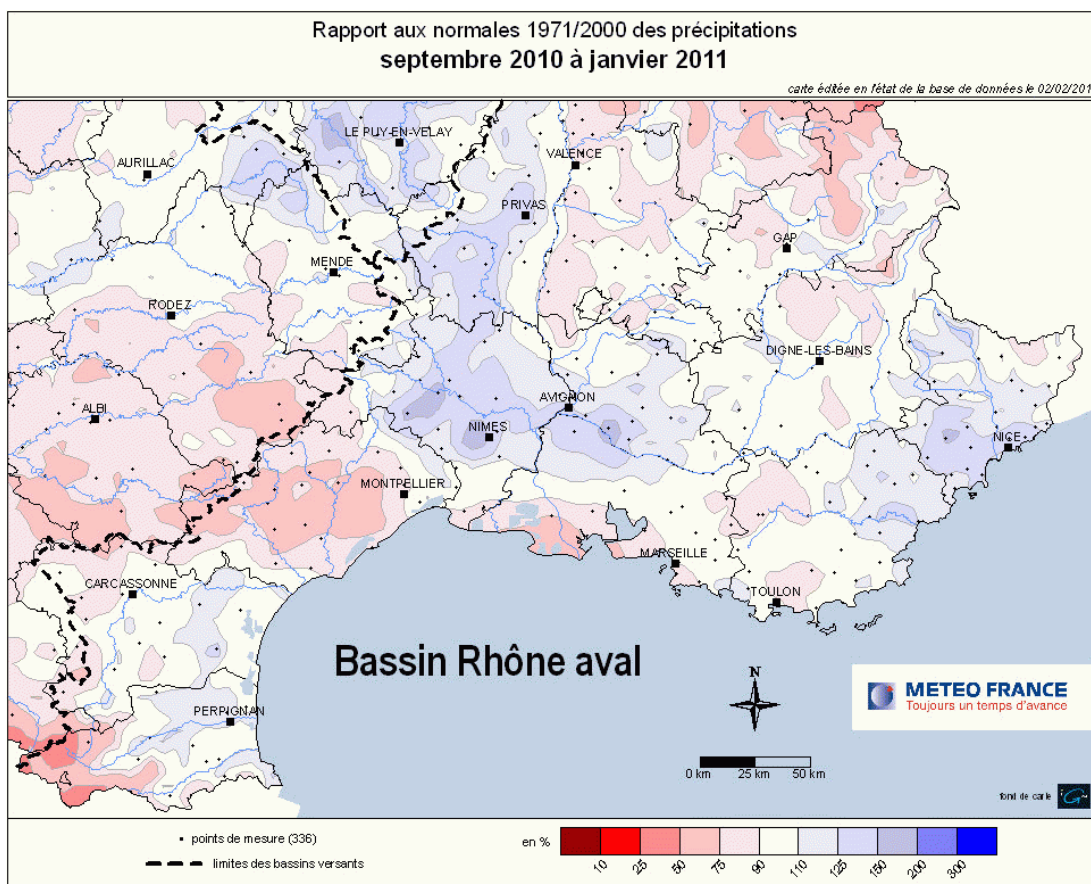 Rapport aux normales 1971/2000 des précipitations
septembre 2010 à janvier 2011
carte éditée en l'état de la base de données le 02/02/201
LE PUY-EN-VELAY
AURILLAC
VALENCE
PRIVAS
GAP
MENDE
RODEZ
DIGNE-LES-BAINS
ALBI
AVIGNON
NIMES
NICE
MONTPELLIER
MARSEILLE
CARCASSONNE
TOULON
Bassin Rhône aval
N
METEO FRANCE
Toujours un temps d'avance
PERPIGNAN
0 km 25 km 50 km
fond de carte
points de mesure (336)
limites des bassins versants
en %
10 25 50 75 90 110 125 150 200 300